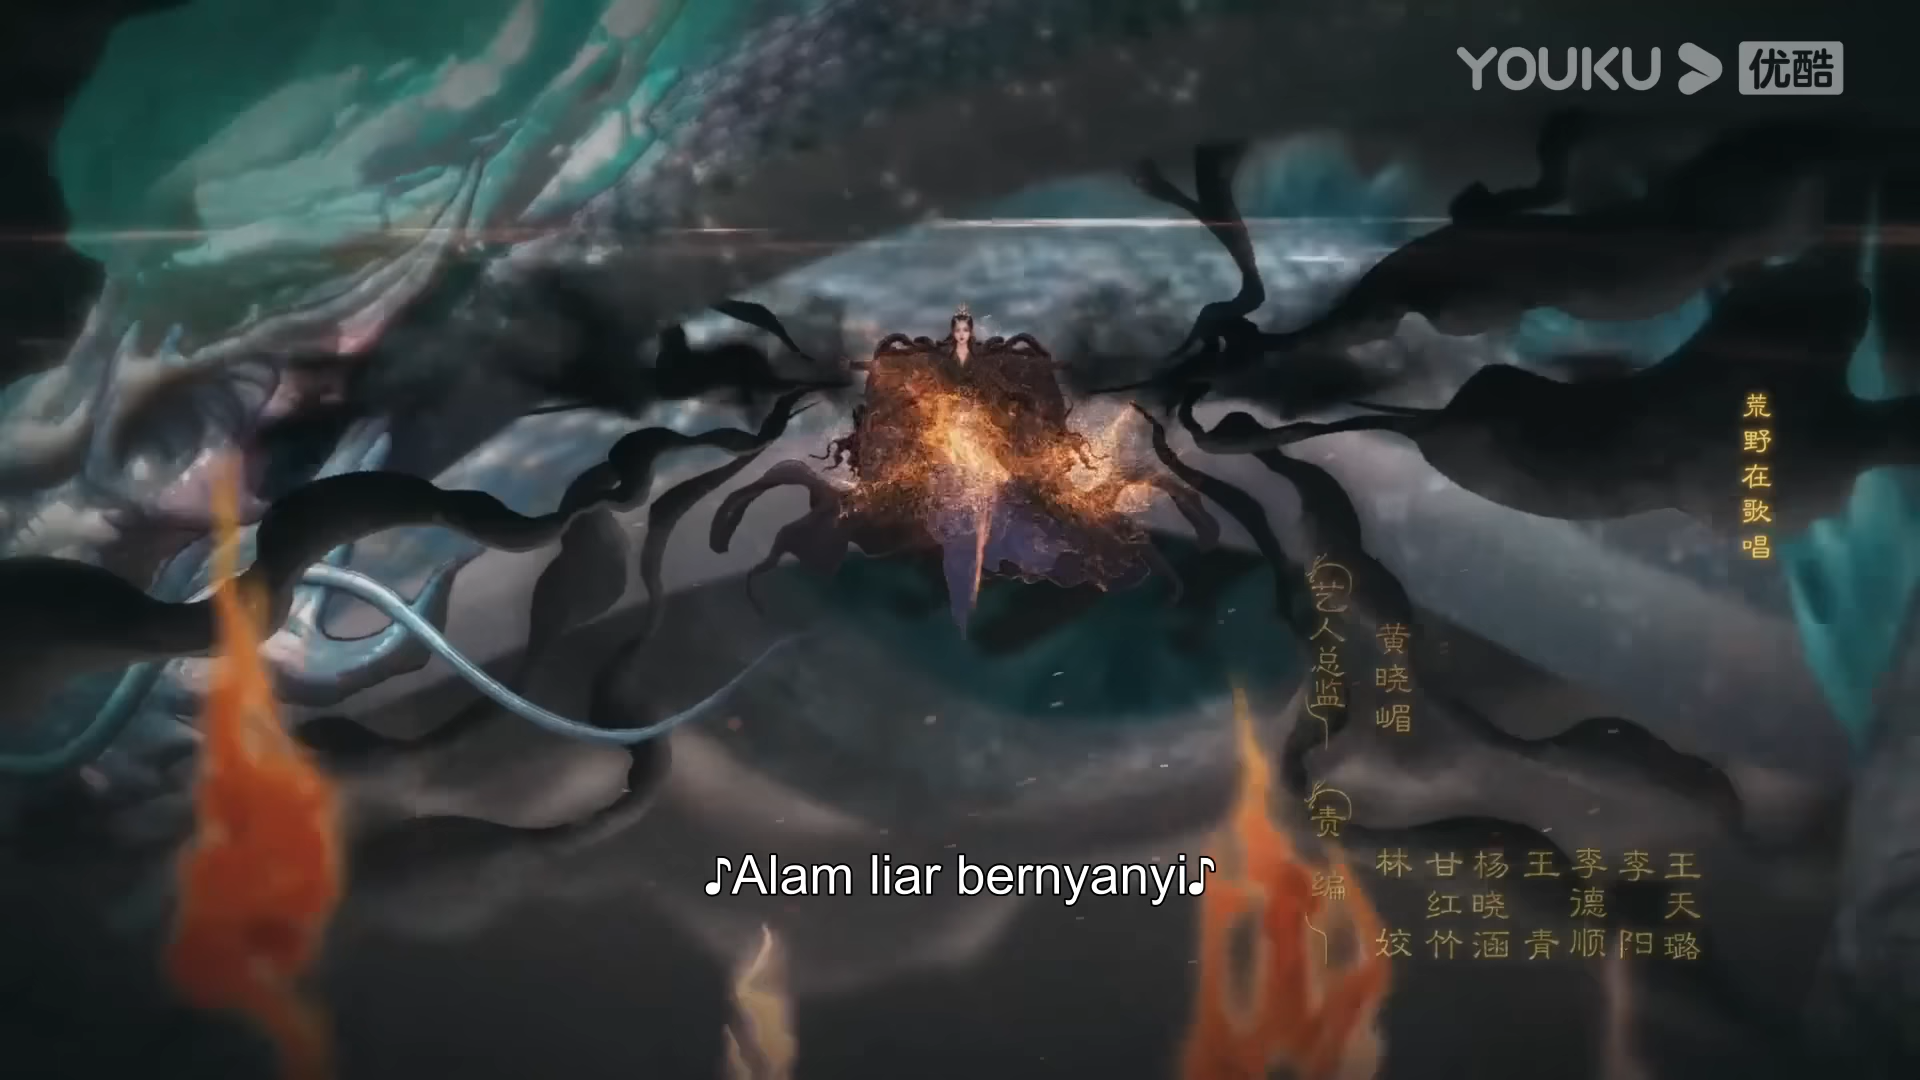 YOUKU 优酷
荒野在歌唱
艺人总监
黄晓嵋
责编
王天璐
李阳
李德顺
王青
杨晓涵
甘红竹
林姣
♪Alam liar bernyanyi♪